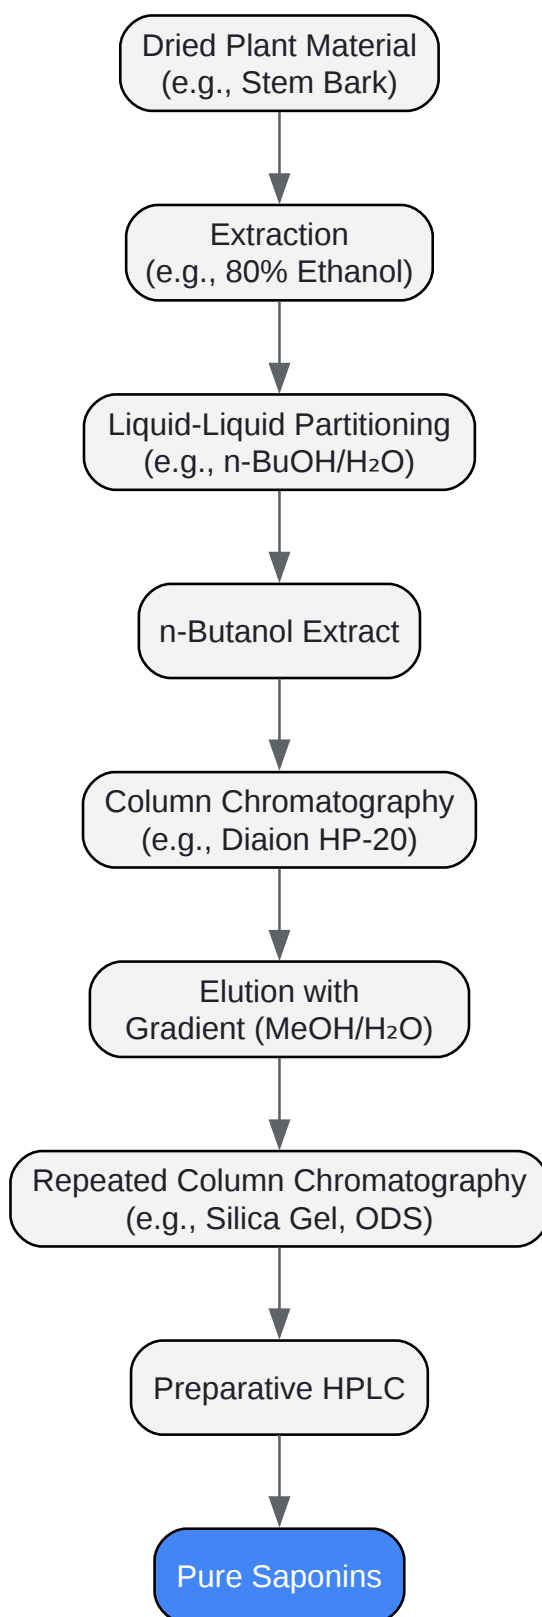 Dried Plant Material
(e.g., Stem Bark)
Extraction
(e.g., 80% Ethanol)
Liquid-Liquid Partitioning
(e.g., n-BuOH/H₂O)
n-Butanol Extract
Column Chromatography
(e.g., Diaion HP-20)
Elution with
Gradient (MeOH/H₂O)
Repeated Column Chromatography
(e.g., Silica Gel, ODS)
Preparative HPLC
Pure Saponins